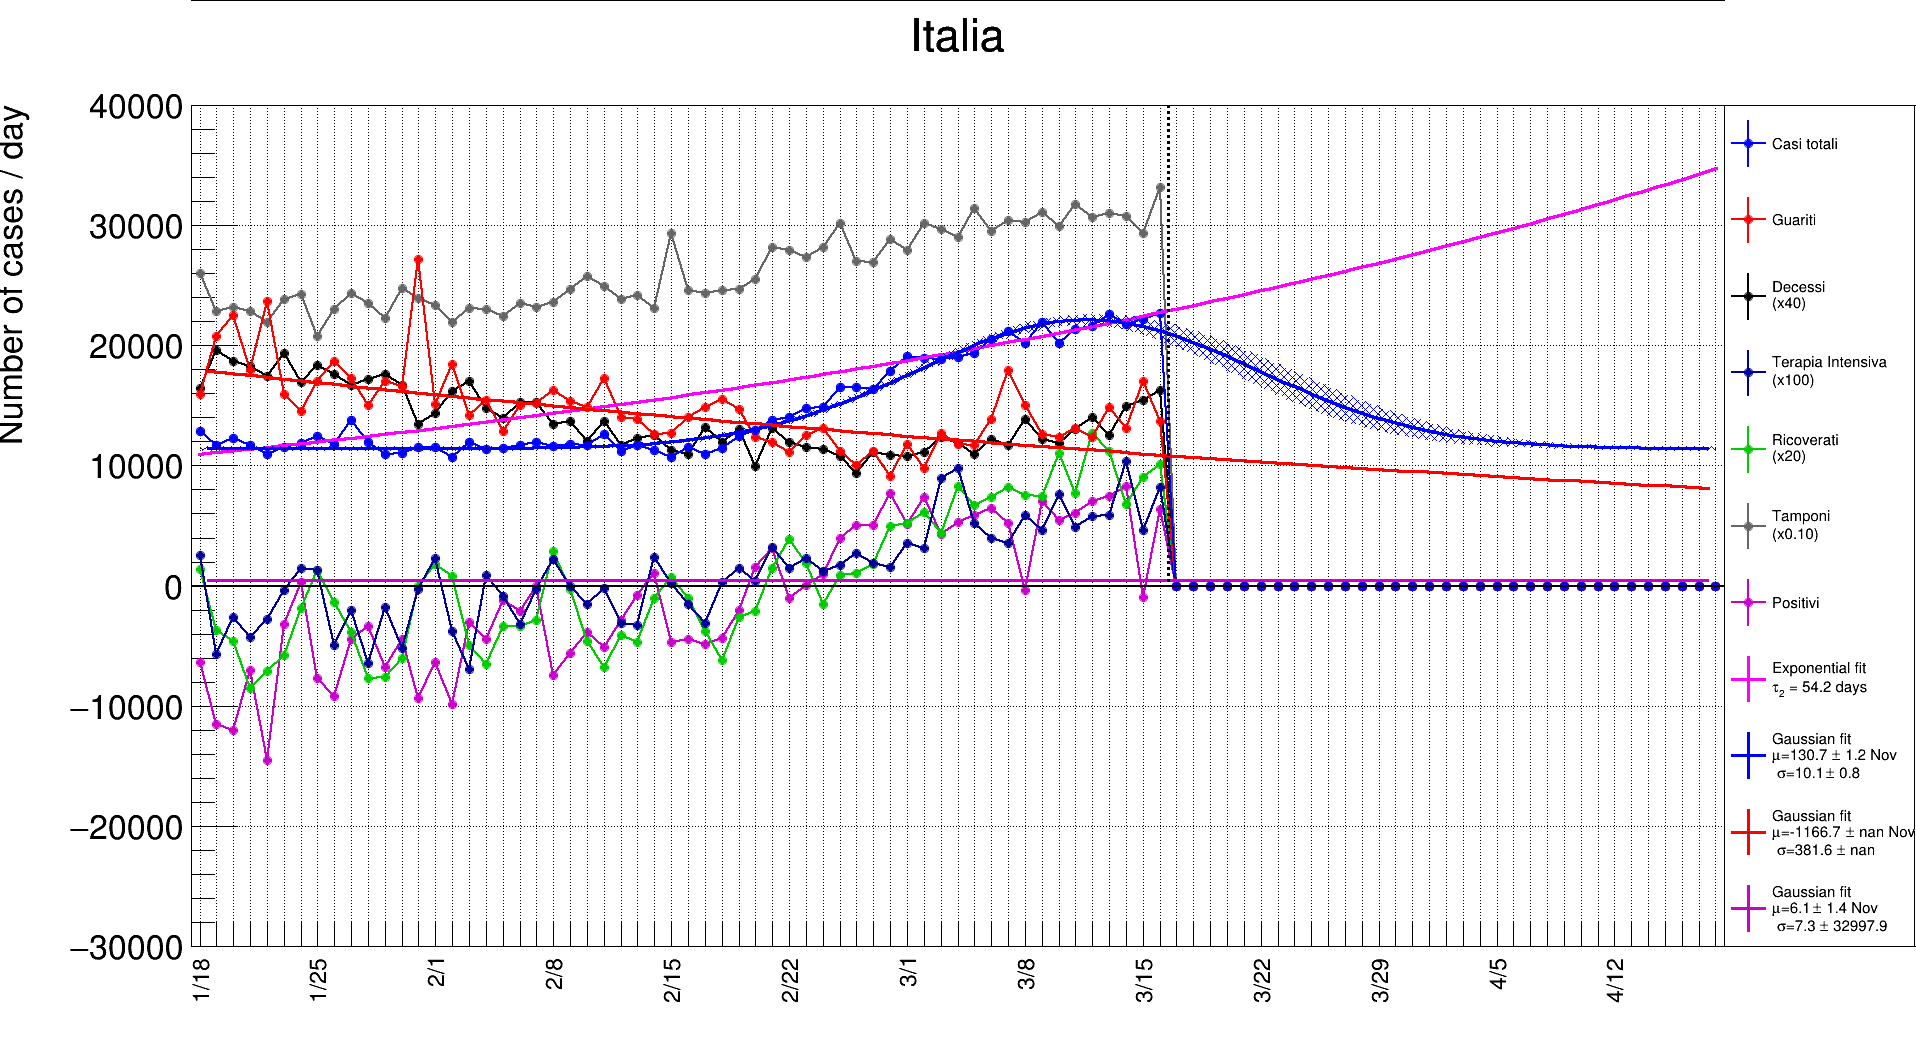 Italia
Number of cases / day
40000
30000
20000
10000
0
−10000
−20000
−30000
1/18
1/25
2/1
2/8
2/15
2/22
3/1
3/8
3/15
3/22
3/29
4/5
4/12
Casi totali
Guariti
Decessi
(x40)
Terapia Intensiva
(x100)
Ricoverati
(x20)
Tamponi
(x0.10)
Positivi
Exponential fit
τ2 = 54.2 days
Gaussian fit
μ=130.7 ± 1.2 Nov
σ=10.1 ± 0.8
Gaussian fit
μ=-1166.7 ± nan Nov
σ=381.6 ± nan
Gaussian fit
μ=6.1 ± 1.4 Nov
σ=7.3 ± 32997.9